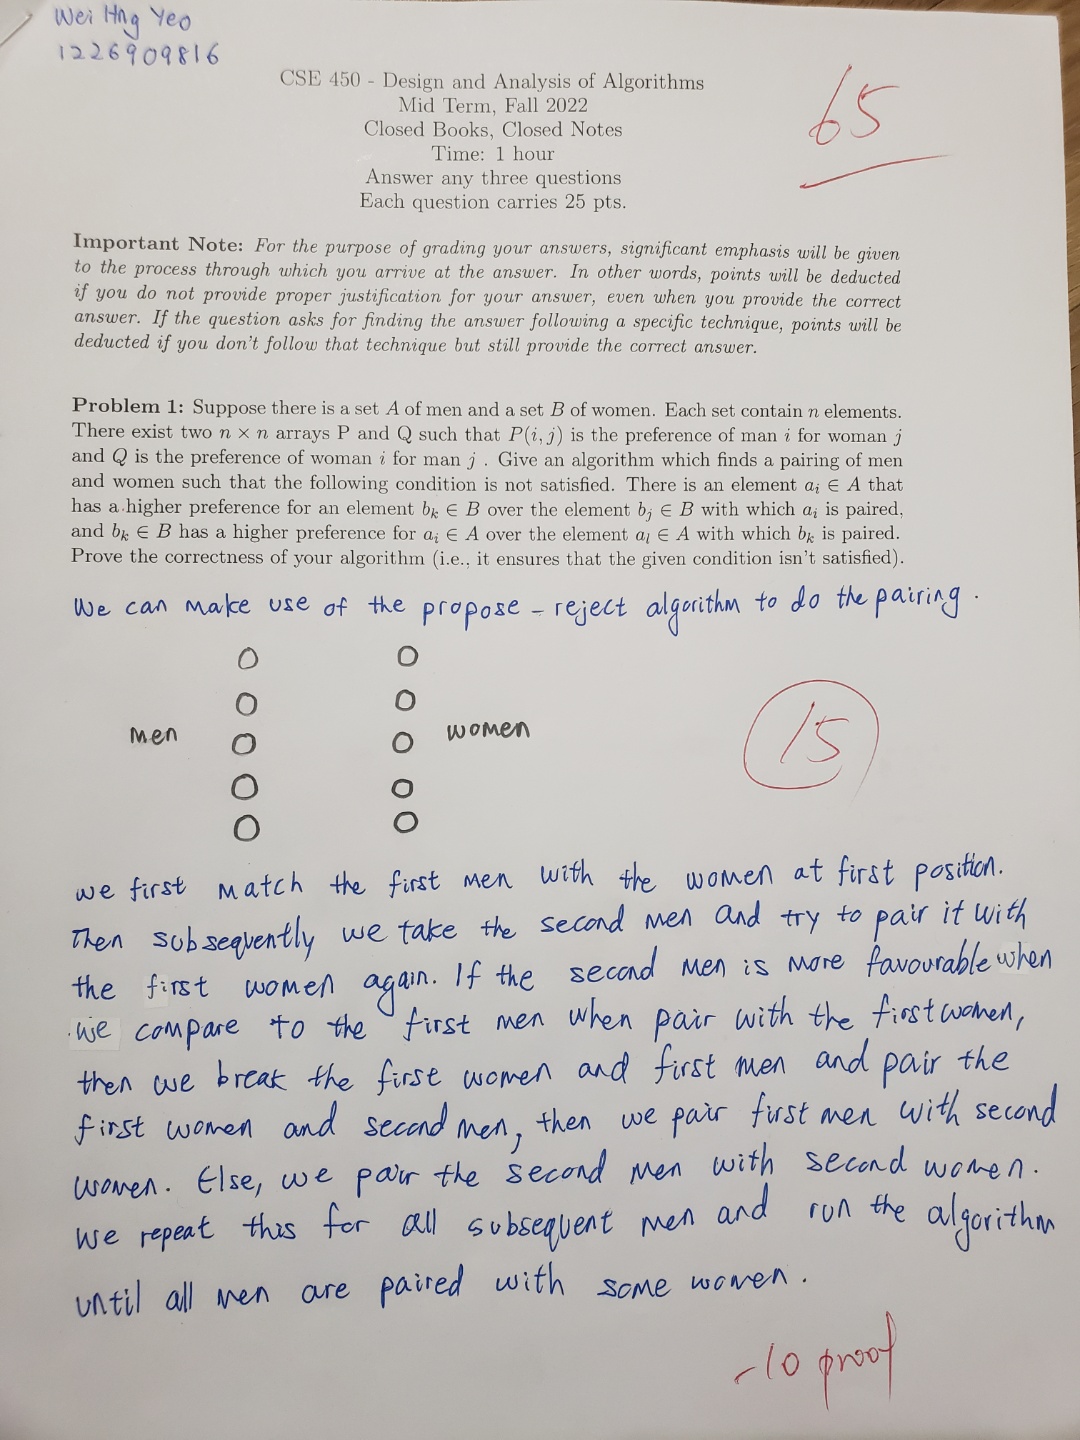 Wei Hng Yeo
1226909816
CSE 450 - Design and Analysis of Algorithms
Mid Term, Fall 2022
65
Closed Books, Closed Notes
Time: 1 hour
Answer any three questions
Each question carries 25 pts.
Important Note: For the purpose of grading your answers, significant emphasis will be given
to the process through which you arrive at the answer. In other words, points will be deducted
if you do not provide proper justification for your answer, even when you provide the correct
answer. If the question asks for finding the answer following a specific technique, points will be
deducted if you don't follow that technique but still provide the correct answer.
Problem 1: Suppose there is a set A of men and a set B of women. Each set contain n elements.
There exist two n × n arrays P and Q such that P(i, j) is the preference of man i for woman j
and Q is the preference of woman i for man j . Give an algorithm which finds a pairing of men
and women such that the following condition is not satisfied. There is an element aᵢ ∈ A that
has a higher preference for an element bₖ ∈ B over the element bⱼ ∈ B with which aᵢ is paired,
and bₖ ∈ B has a higher preference for aᵢ ∈ A over the element aₗ ∈ A with which bₖ is paired.
Prove the correctness of your algorithm (i.e., it ensures that the given condition isn't satisfied).
We can make use of the propose - reject algorithm to do the pairing.
men women
15
we first match the first men with the women at first position.
Then subsequently we take the second men and try to pair it with
the first women again. If the second men is more favourable when
we compare to the first men when pair with the first women,
then we break the first women and first men and pair the
first women and second men, then we pair first men with second
women. Else, we pair the second men with second women.
we repeat this for all subsequent men and run the algorithm
until all men are paired with some women.
-10 proof